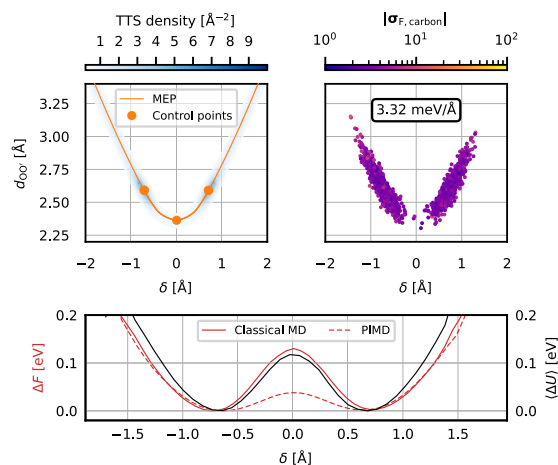 TTS density [Å⁻²]
1 2 3 4 5 6 7 8 9
|σF, carbon|
10⁰ 10¹ 10²
MEP
Control points
3.32 meV/Å
dOO′ [Å]
3.25
3.00
2.75
2.50
2.25
−2 −1 0 1 2
δ [Å]
−2 −1 0 1 2
δ [Å]
Classical MD
PIMD
ΔF [eV]
0.2
0.1
0.0
0.2
0.1
0.0
⟨ΔU⟩ [eV]
−1.5 −1.0 −0.5 0.0 0.5 1.0 1.5
δ [Å]